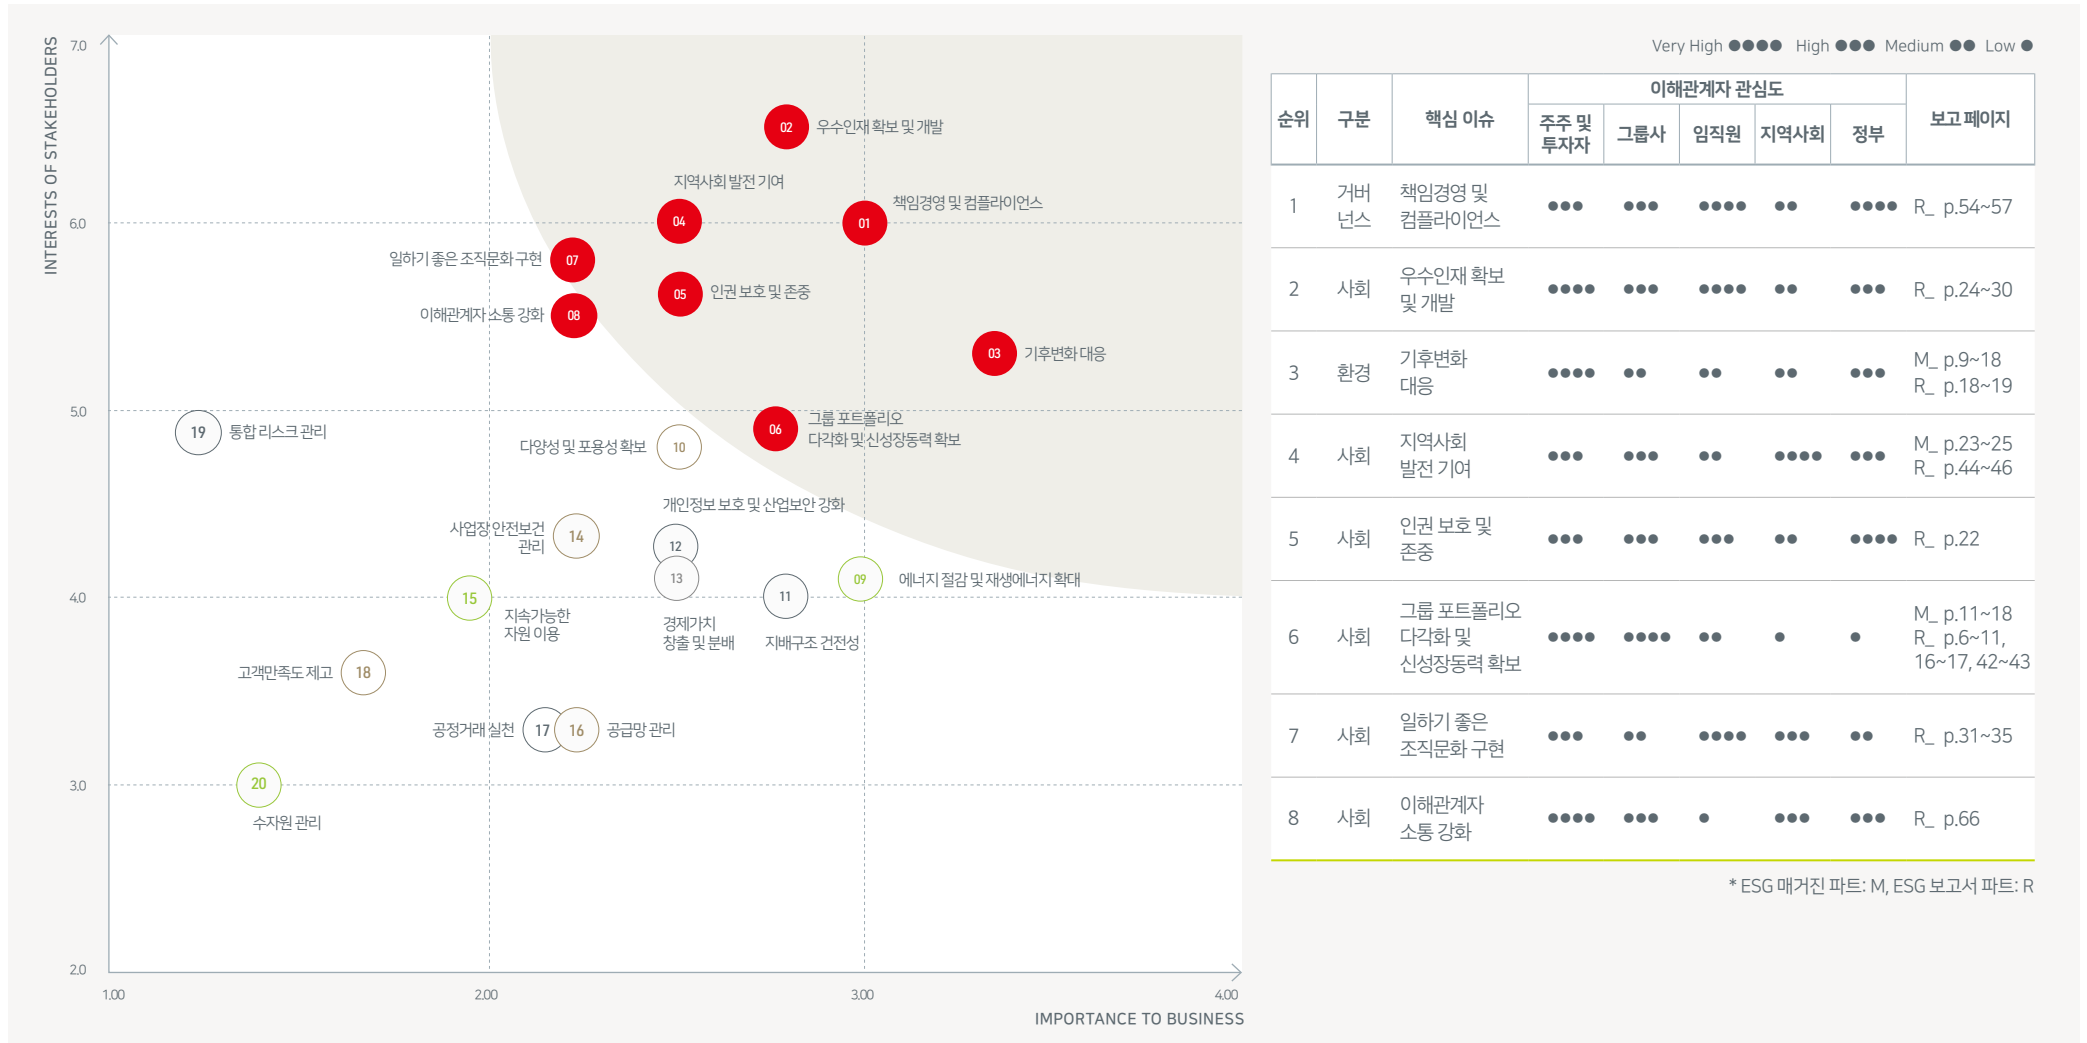 INTERESTS OF STAKEHOLDERS
7.0
6.0
5.0
4.0
3.0
2.0
1.00
2.00
3.00
4.00
IMPORTANCE TO BUSINESS
02 우수인재 확보 및 개발
지역사회 발전 기여
04
책임경영 및 컴플라이언스
01
일하기 좋은 조직문화 구현 07
05 인권 보호 및 존중
이해관계자 소통 강화 08
03 기후변화 대응
06
그룹 포트폴리오
다각화 및 신성장동력 확보
19 통합 리스크 관리
다양성 및 포용성 확보 10
개인정보 보호 및 산업보안 강화
12
사업장 안전보건
관리
14
13
경제가치
창출 및 분배
09 에너지 절감 및 재생에너지 확대
11
지배구조 건전성
15
지속가능한
자원 이용
고객만족도 제고 18
공정거래 실천 17
16 공급망 관리
20
수자원 관리
Very High ●●●● High ●●● Medium ●● Low ●
순위 구분 핵심 이슈 이해관계자 관심도 보고 페이지
주주 및
투자자
그룹사 임직원 지역사회 정부
1 거버
넌스
책임경영 및
컴플라이언스
●●● ●●● ●●●● ●● ●●●● R_ p.54~57
2 사회 우수인재 확보
및 개발
●●●● ●●● ●●●● ●● ●●● R_ p.24~30
3 환경 기후변화
대응
●●●● ●● ●● ●● ●●● M_ p.9~18
R_ p.18~19
4 사회 지역사회
발전 기여
●●● ●●● ●● ●●●● ●●● M_ p.23~25
R_ p.44~46
5 사회 인권 보호 및
존중
●●● ●●● ●●● ●● ●●●● R_ p.22
6 사회 그룹 포트폴리오
다각화 및
신성장동력 확보
●●●● ●●●● ●● ● ● M_ p.11~18
R_ p.6~11,
16~17, 42~43
7 사회 일하기 좋은
조직문화 구현
●●● ●● ●●●● ●●● ●● R_ p.31~35
8 사회 이해관계자
소통 강화
●●●● ●●● ● ●●● ●●● R_ p.66
* ESG 매거진 파트: M, ESG 보고서 파트: R